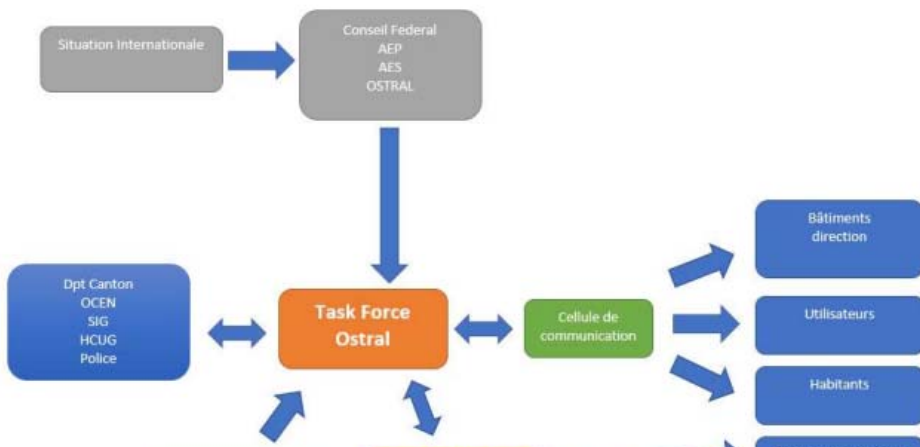 Situation Internationale
Conseil Federal
AEP
AES
OSTRAL
Bâtiments
direction
Dpt Canton
OCEN
SIG
HCUG
Police
Task Force
Ostral
Cellule de
communication
Utilisateurs
Habitants